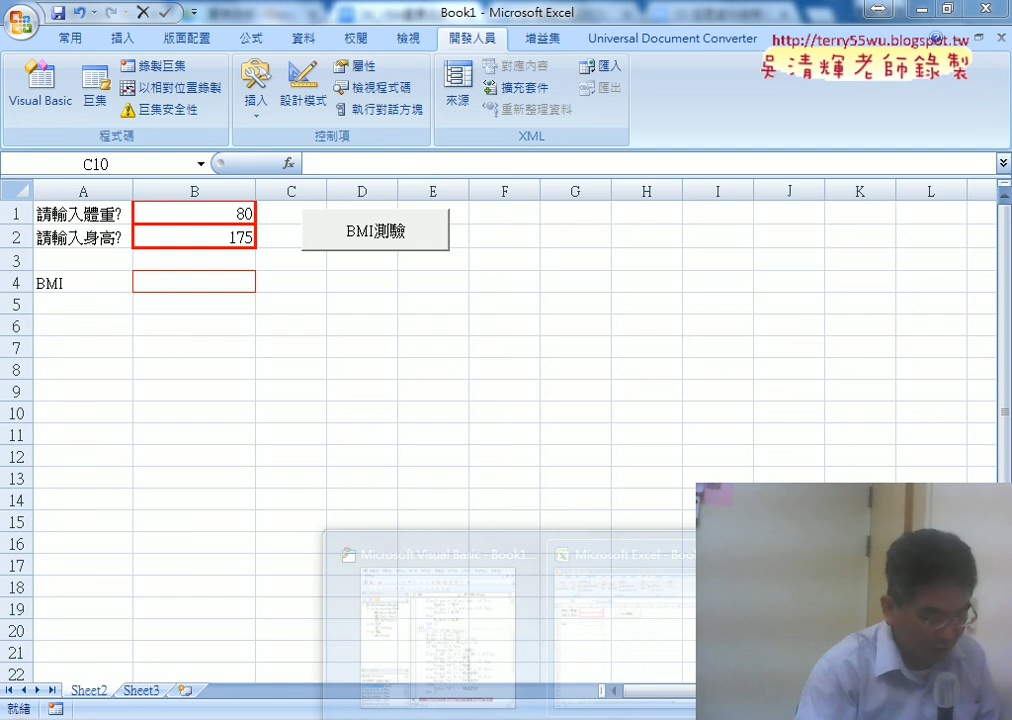 Book1 - Microsoft Excel
常用 插入 版面配置 公式 資料 校閱 檢視 開發人員 增益集 Universal Document Converter
http://terry55wu.blogspot.tw
吳清輝老師錄製
Visual Basic
巨集
錄製巨集
以相對位置錄製
巨集安全性
程式碼
插入
設計模式
屬性
檢視程式碼
執行對話方塊
控制項
來源
對應內容
擴充套件
重新整理資料
匯入
匯出
XML
C10
fx
A B C D E F G H I J K L
1 請輸入體重? 80
BMI測驗
2 請輸入身高? 175
3
4 BMI
5
6
7
8
9
10
11
12
13
14
15
16
17
18
19
20
21
22
Microsoft Visual Basic - Book1...
Microsoft Excel - Boo
Sheet2 Sheet3
就緒